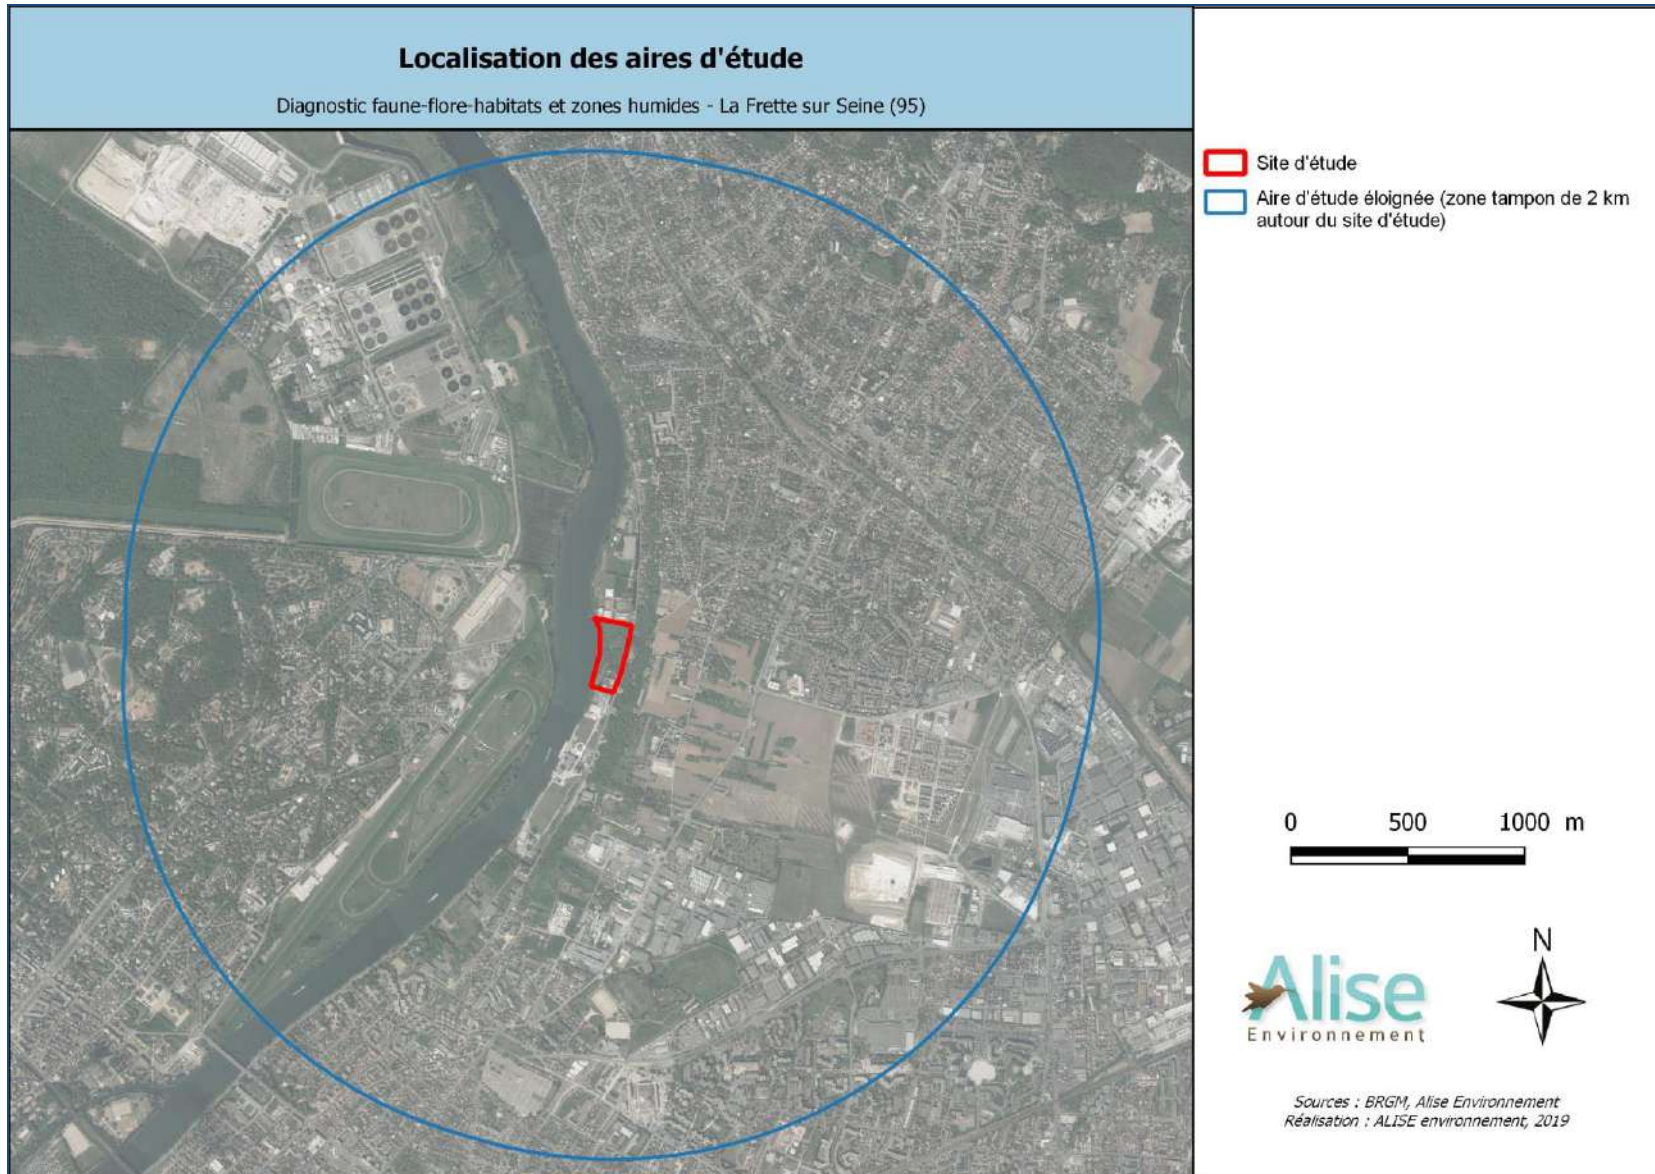 Localisation des aires d'étude
Diagnostic faune-flore-habitats et zones humides - La Frette sur Seine (95)
Site d'étude
Aire d'étude éloignée (zone tampon de 2 km
autour du site d'étude)
0 500 1000 m
N
Alise
Environnement
Sources : BRGM, Alise Environnement
Réalisation : ALISE environnement, 2019